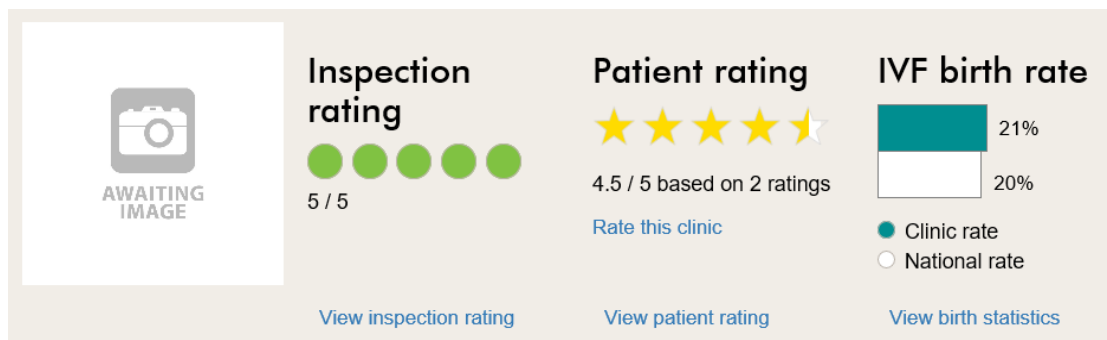 AWAITING
IMAGE
Inspection
rating
5 / 5
View inspection rating
Patient rating
4.5 / 5 based on 2 ratings
Rate this clinic
View patient rating
IVF birth rate
21%
20%
Clinic rate
National rate
View birth statistics